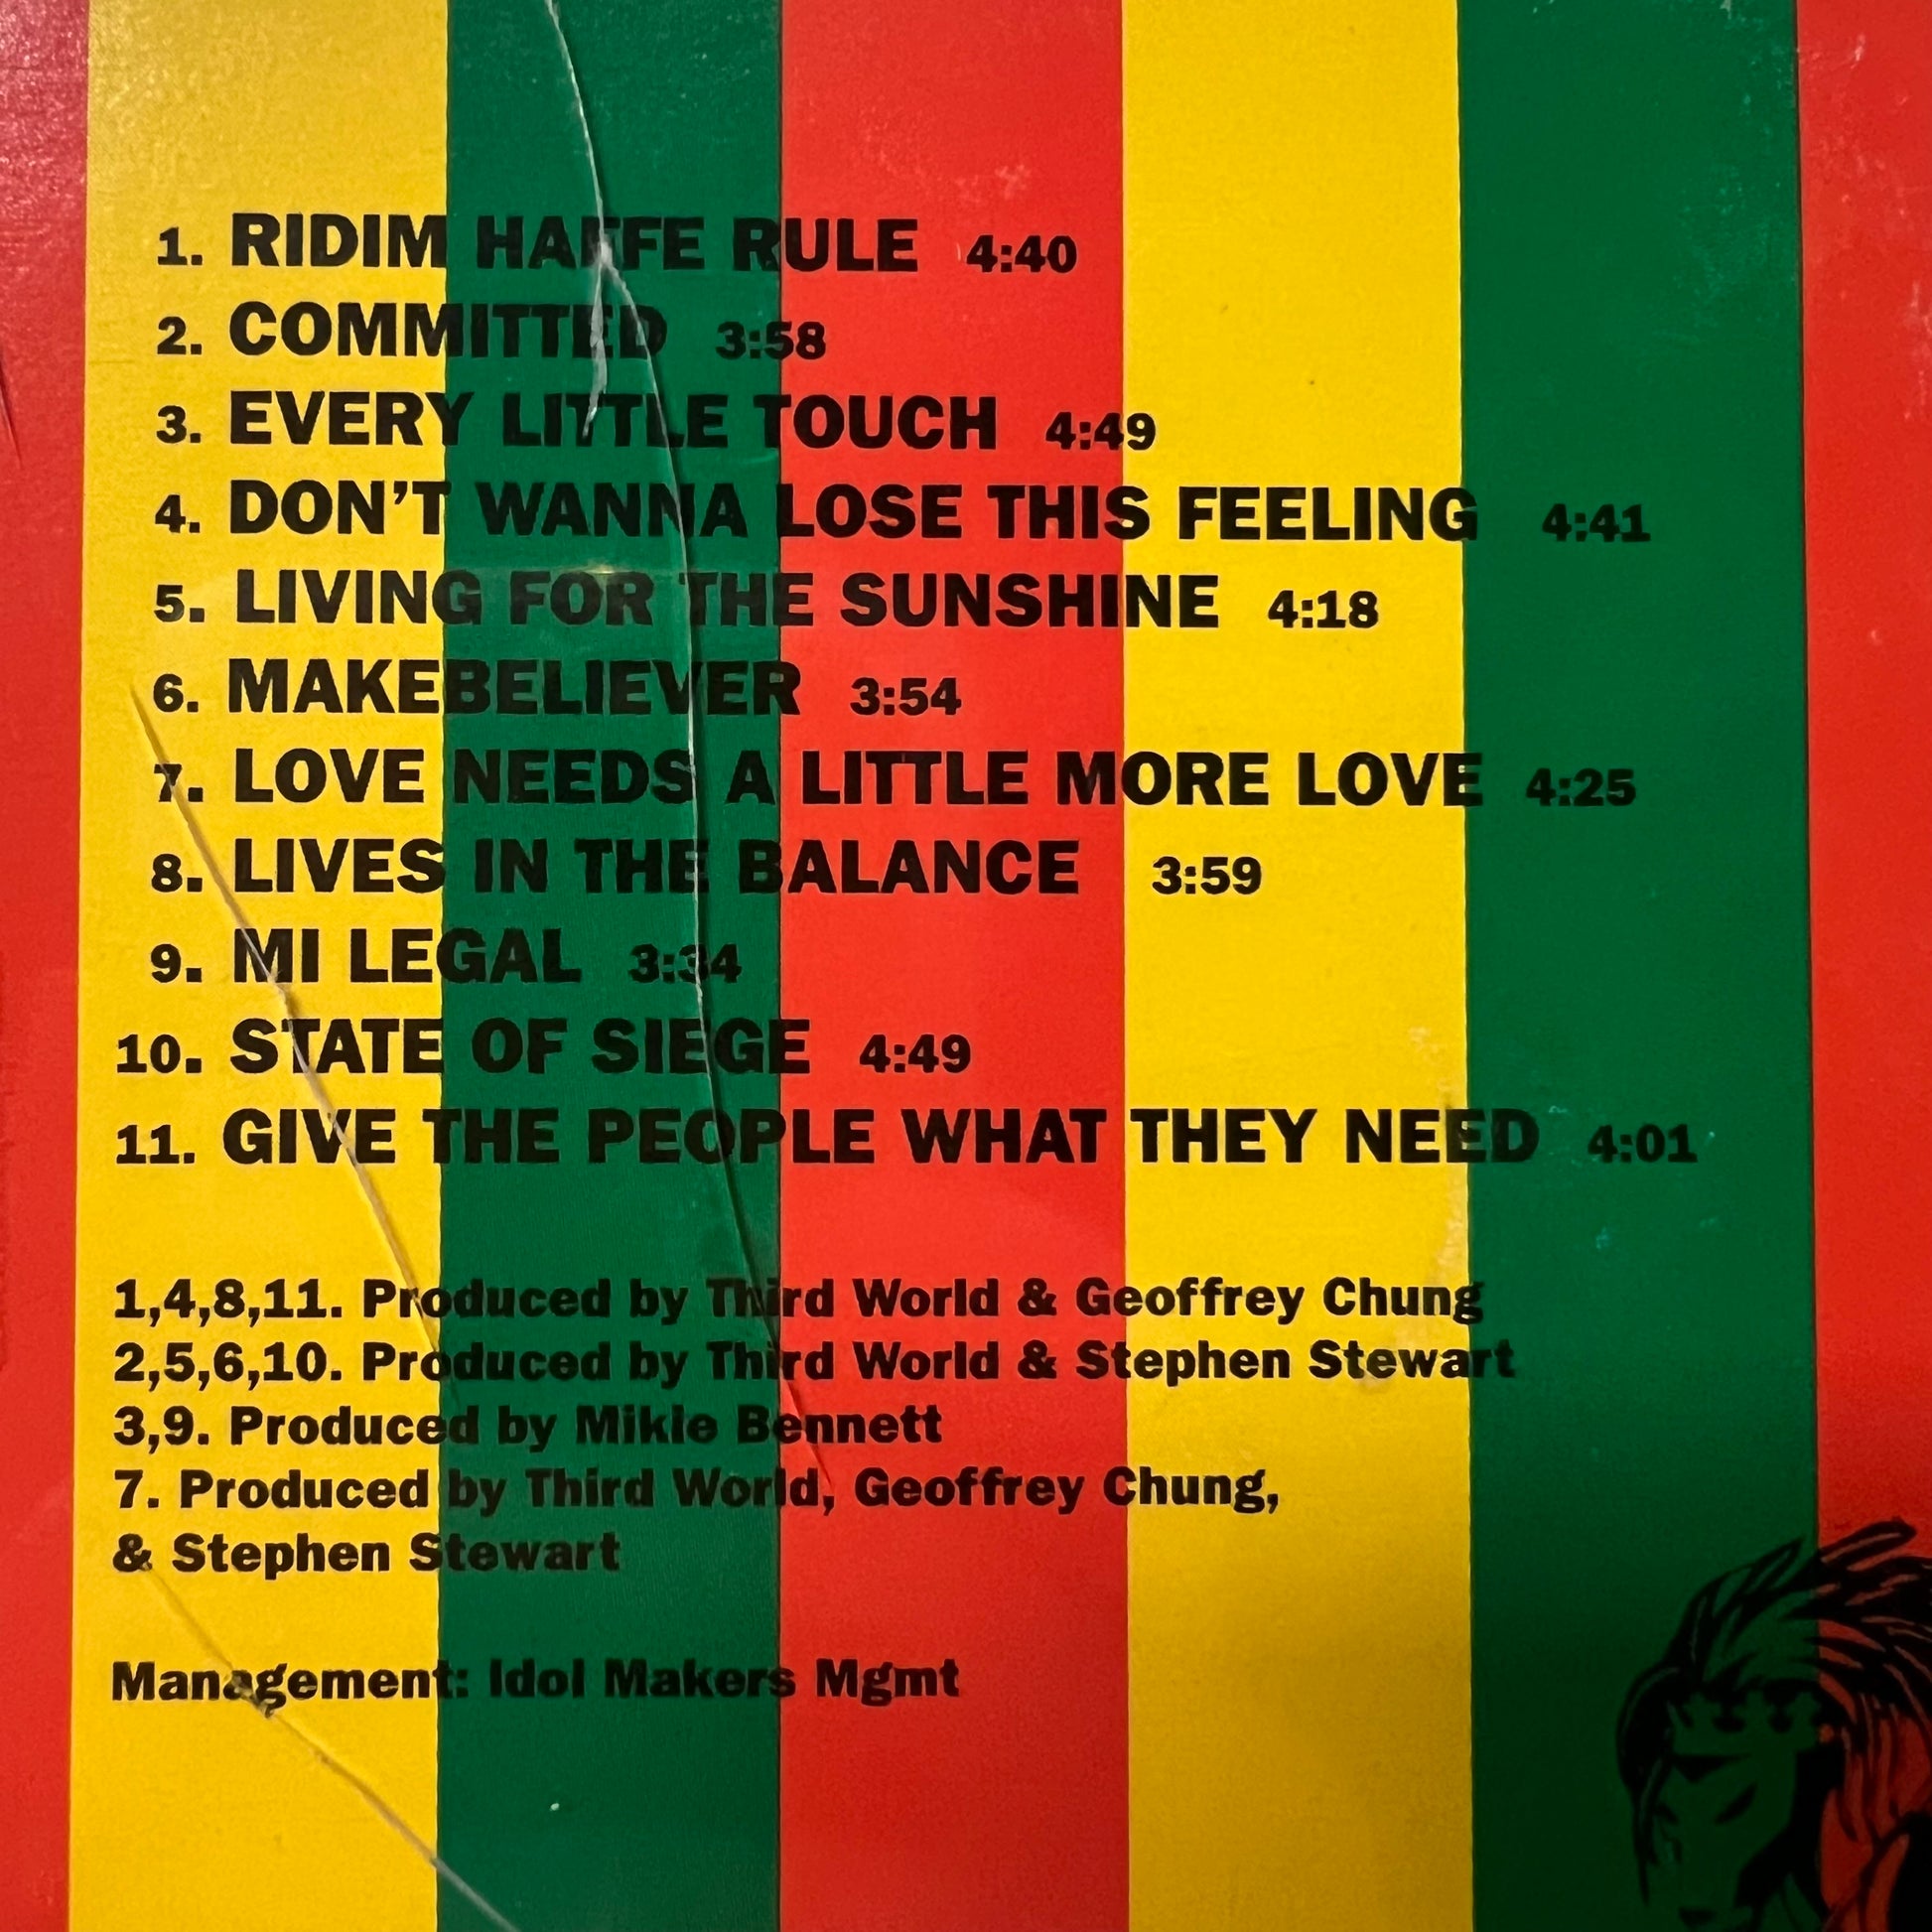 1. RIDIM HAFFE RULE 4:40
2. COMMITTED 3:58
3. EVERY LITTLE TOUCH 4:49
4. DON'T WANNA LOSE THIS FEELING 4:41
5. LIVING FOR THE SUNSHINE 4:18
6. MAKEBELIEVER 3:54
7. LOVE NEEDS A LITTLE MORE LOVE 4:25
8. LIVES IN THE BALANCE 3:59
9. MI LEGAL 3:34
10. STATE OF SIEGE 4:49
11. GIVE THE PEOPLE WHAT THEY NEED 4:01
1,4,8,11. Produced by Third World & Geoffrey Chung
2,5,6,10. Produced by Third World & Stephen Stewart
3,9. Produced by Mikie Bennett
7. Produced by Third World, Geoffrey Chung,
& Stephen Stewart
Management: Idol Makers Mgmt